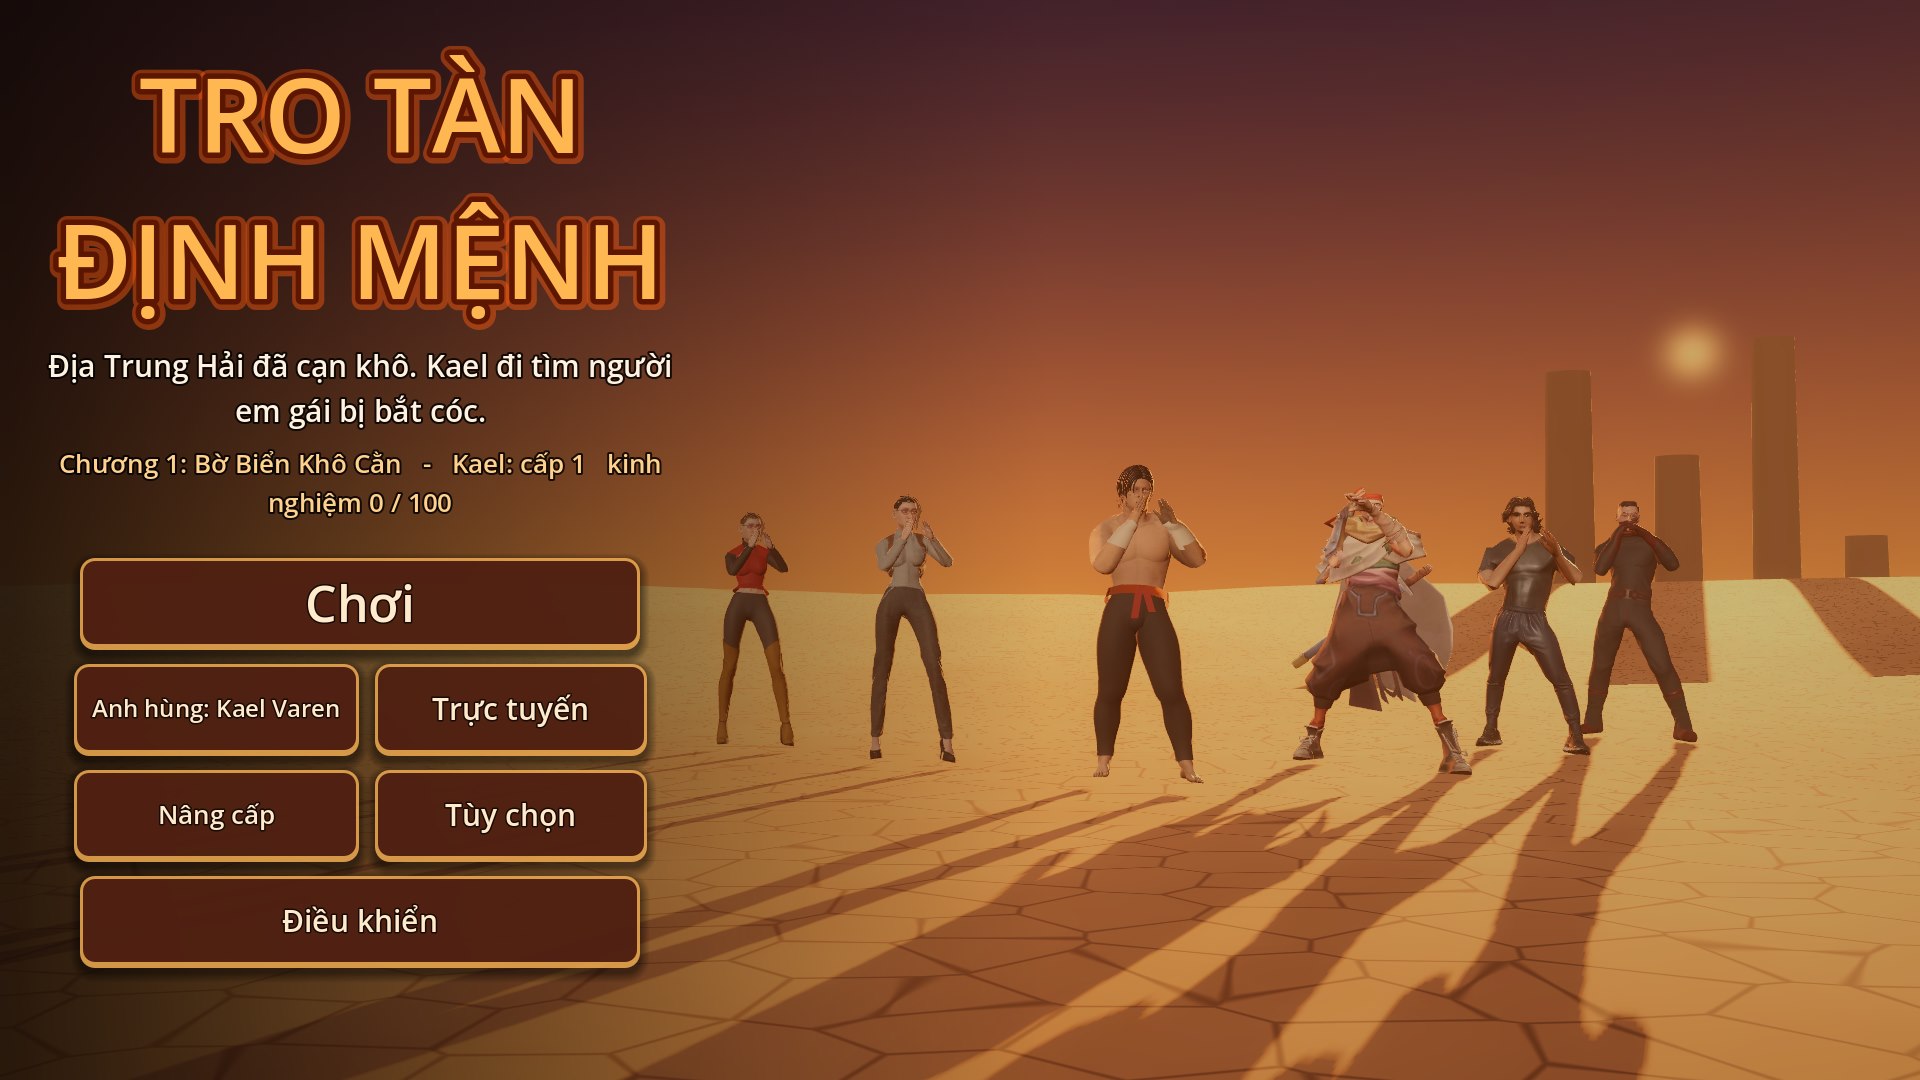 TRO TÀN
ĐỊNH MỆNH
Địa Trung Hải đã cạn khô. Kael đi tìm người
em gái bị bắt cóc.
Chương 1: Bờ Biển Khô Cằn - Kael: cấp 1 kinh
nghiệm 0 / 100
Chơi
Anh hùng: Kael Varen
Trực tuyến
Nâng cấp
Tùy chọn
Điều khiển